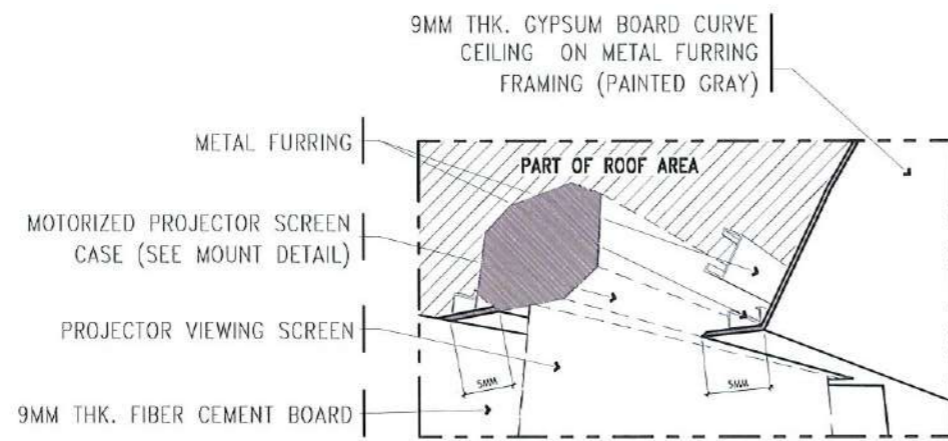 9MM THK. GYPSUM BOARD CURVE
CEILING ON METAL FURRING
FRAMING (PAINTED GRAY)
METAL FURRING
PART OF ROOF AREA
MOTORIZED PROJECTOR SCREEN
CASE (SEE MOUNT DETAIL)
PROJECTOR VIEWING SCREEN
5MM
5MM
9MM THK. FIBER CEMENT BOARD